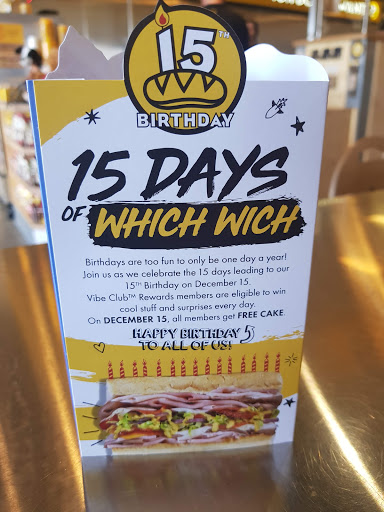 15TH
BIRTHDAY
15 DAYS
OF WHICH WICH
Birthdays are too fun to only be one day a year!
Join us as we celebrate the 15 days leading to our
15TH Birthday on December 15.
Vibe Club™ Rewards members are eligible to win
cool stuff and surprises every day.
On DECEMBER 15, all members get FREE CAKE.
HAPPY BIRTHDAY
TO ALL OF US!